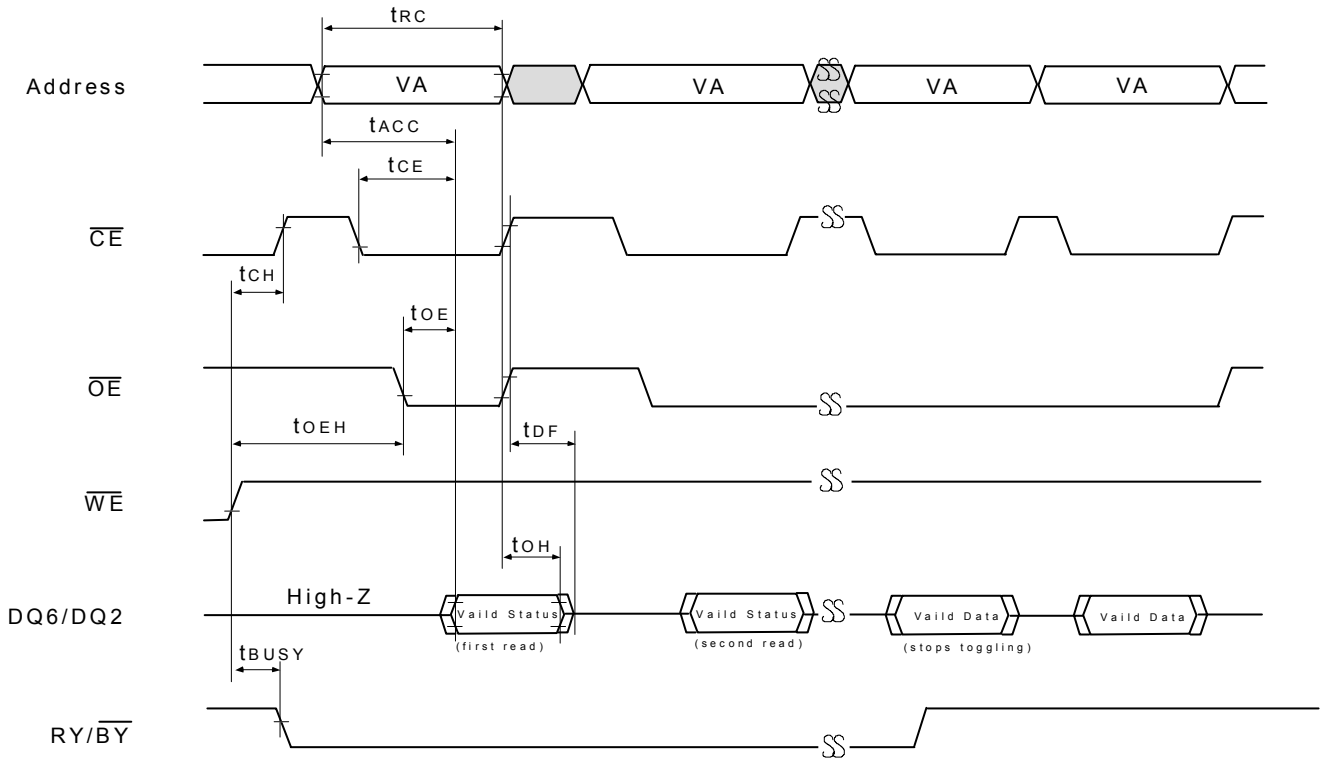 tRC
Address VA VA VA VA
tACC
tCE
CE
tCH
tOE
OE
tOEH
tDF
WE
tOH
High-Z
DQ6/DQ2 Vaild Status Vaild Status Vaild Data Vaild Data
(first read) (second read) (stops toggling)
tBUSY
RY/BY